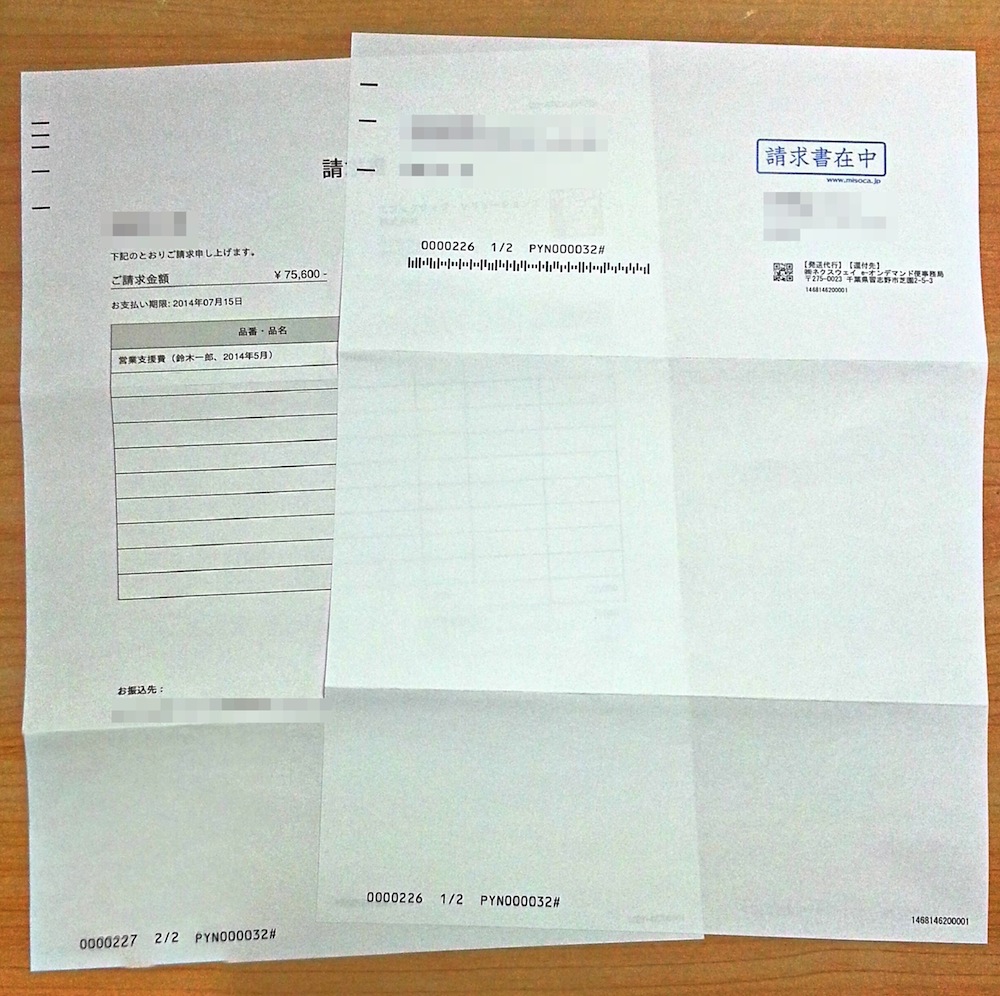 請
下記のとおりご請求申し上げます。
ご請求金額 ¥ 75,600 -
お支払い期限: 2014年07月15日
品番・品名
営業支援費（鈴木一郎、2014年5月）
お振込先：
0000227 2/2 PYN000032#
0000226 1/2 PYN000032#
請求書在中
www.misoca.jp
【発送代行】【還付先】
㈱ネクスウェイ e-オンデマンド便事務局
〒275-0023 千葉県習志野市芝園2-5-3
1468146200001
0000226 1/2 PYN000032#
1468146200001